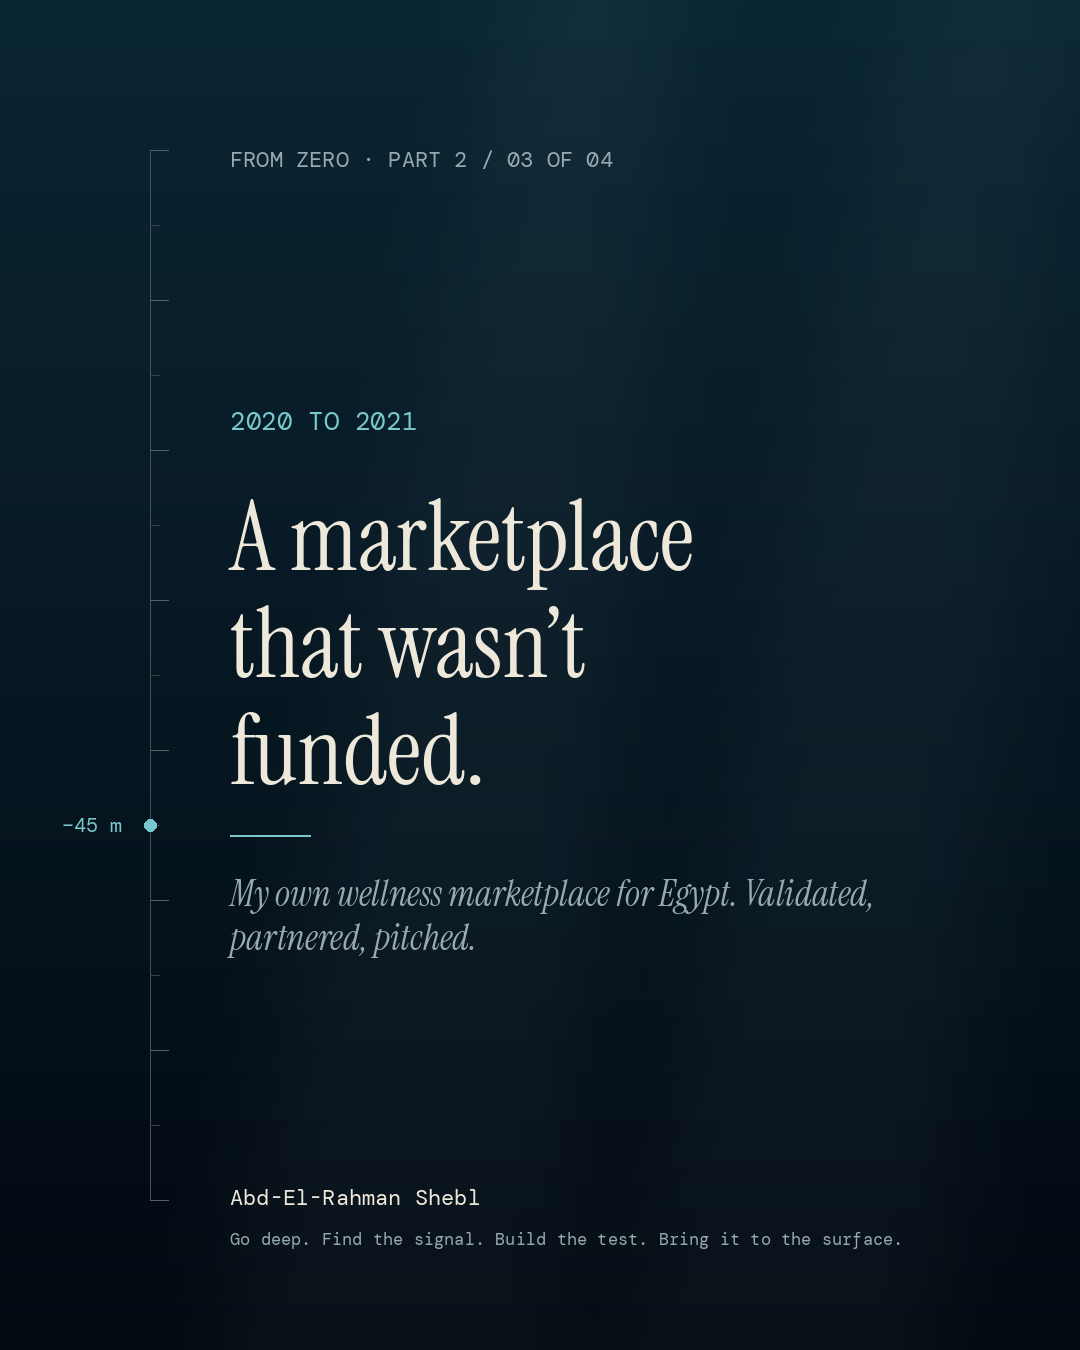 FROM ZERO · PART 2 / 03 OF 04
2020 TO 2021
A marketplace
that wasn’t
funded.
−45 m
My own wellness marketplace for Egypt. Validated,
partnered, pitched.
Abd-El-Rahman Shebl
Go deep. Find the signal. Build the test. Bring it to the surface.